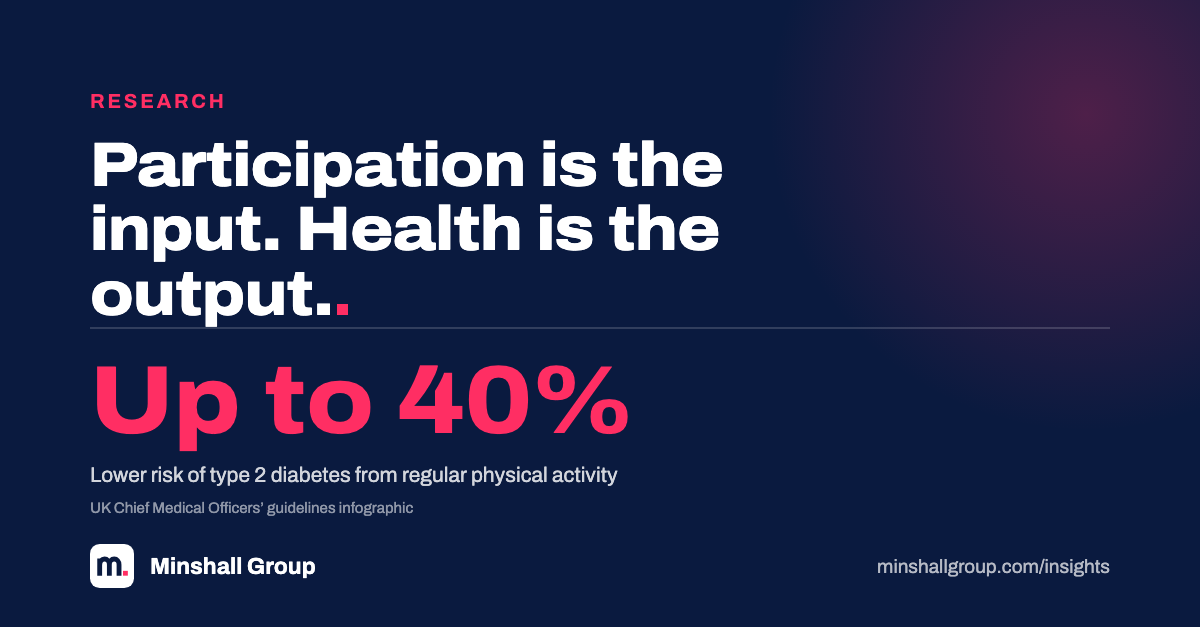 RESEARCH
Participation is the
input. Health is the
output..
Up to 40%
Lower risk of type 2 diabetes from regular physical activity
UK Chief Medical Officers’ guidelines infographic
m.
Minshall Group
minshallgroup.com/insights